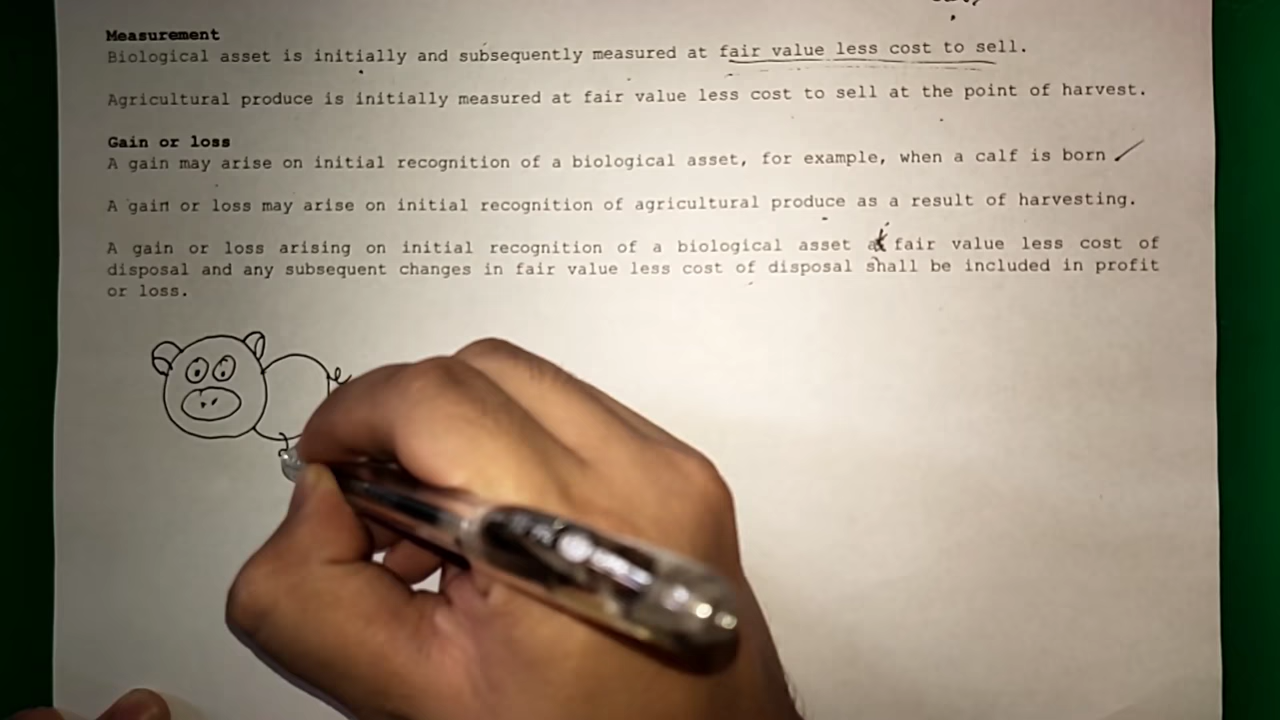 Measurement
Biological asset is initially and subsequently measured at fair value less cost to sell.
Agricultural produce is initially measured at fair value less cost to sell at the point of harvest.
Gain or loss
A gain may arise on initial recognition of a biological asset, for example, when a calf is born
A gain or loss may arise on initial recognition of agricultural produce as a result of harvesting.
A gain or loss arising on initial recognition of a biological asset at fair value less cost of
disposal and any subsequent changes in fair value less cost of disposal shall be included in profit
or loss.